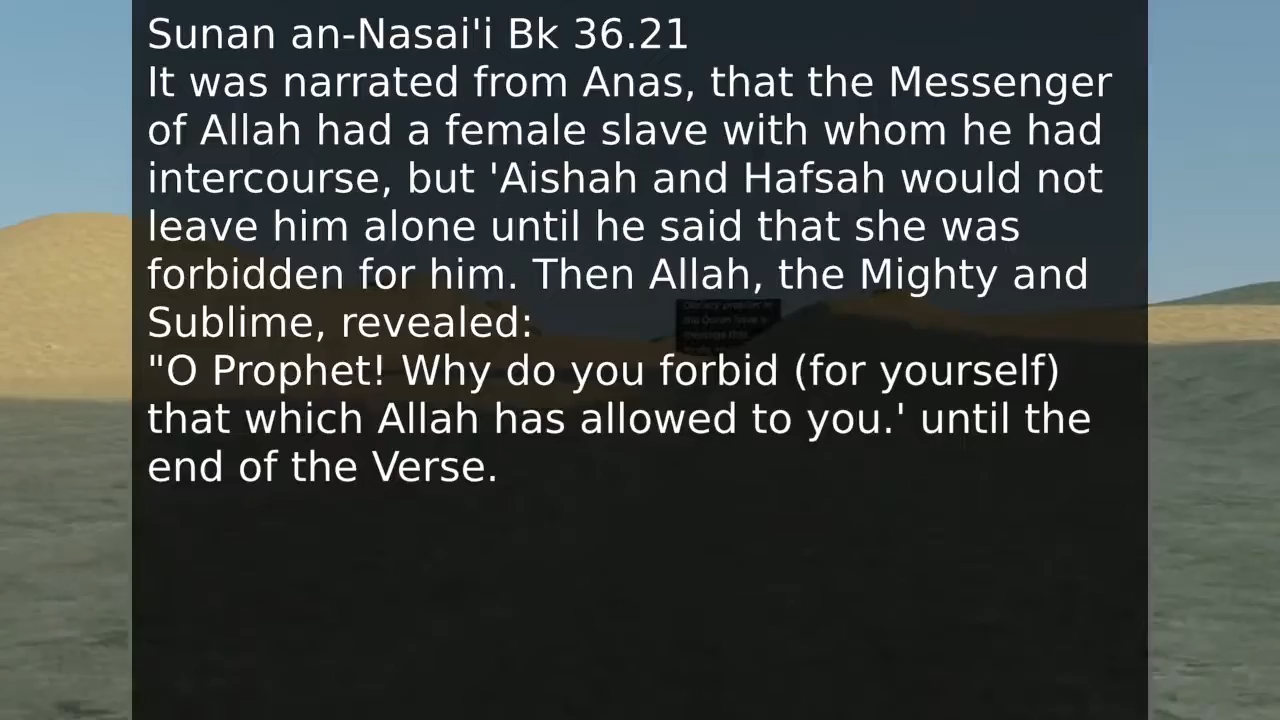 Sunan an-Nasai'i Bk 36.21
It was narrated from Anas, that the Messenger
of Allah had a female slave with whom he had
intercourse, but 'Aishah and Hafsah would not
leave him alone until he said that she was
forbidden for him. Then Allah, the Mighty and
Sublime, revealed:
"O Prophet! Why do you forbid (for yourself)
that which Allah has allowed to you.' until the
end of the Verse.